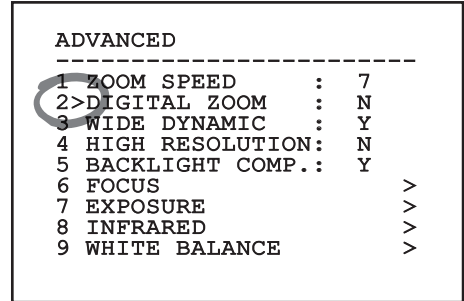 ADVANCED
-------------------------
1 ZOOM SPEED     :  7
2>DIGITAL ZOOM   :  N
3 WIDE DYNAMIC   :  Y
4 HIGH RESOLUTION:  N
5 BACKLIGHT COMP.:  Y
6 FOCUS                 >
7 EXPOSURE              >
8 INFRARED              >
9 WHITE BALANCE         >